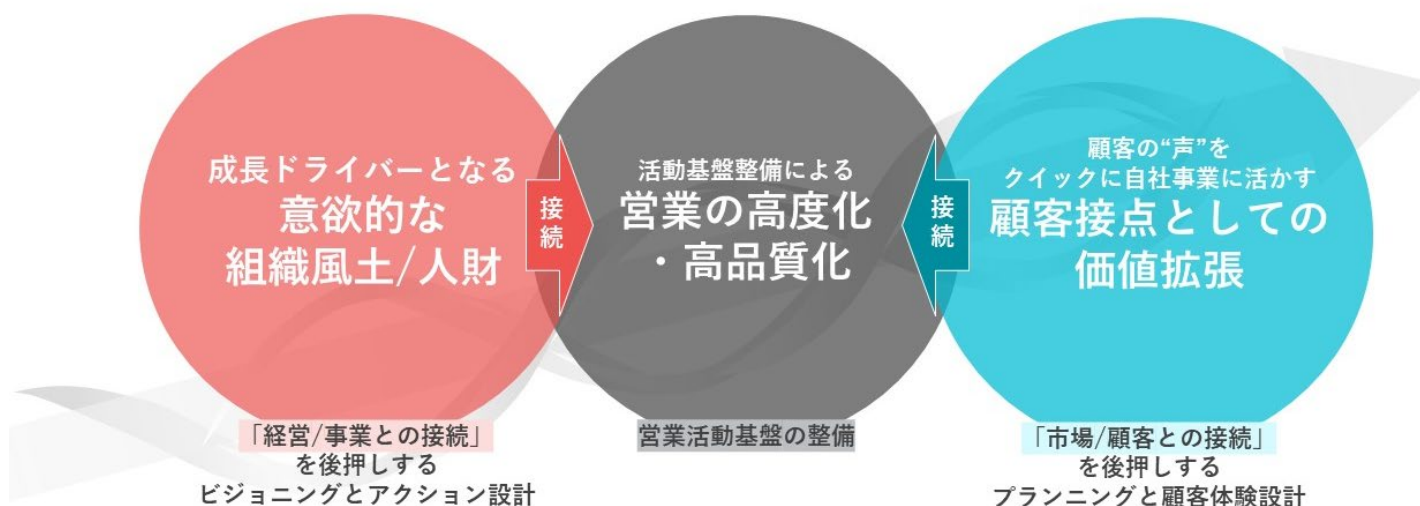 成長ドライバーとなる
意欲的な
組織風土/人財
接続
活動基盤整備による
営業の高度化
・高品質化
接続
顧客の“声”を
クイックに自社事業に活かす
顧客接点としての
価値拡張
「経営/事業との接続」
を後押しする
ビジョニングとアクション設計
営業活動基盤の整備
「市場/顧客との接続」
を後押しする
プランニングと顧客体験設計